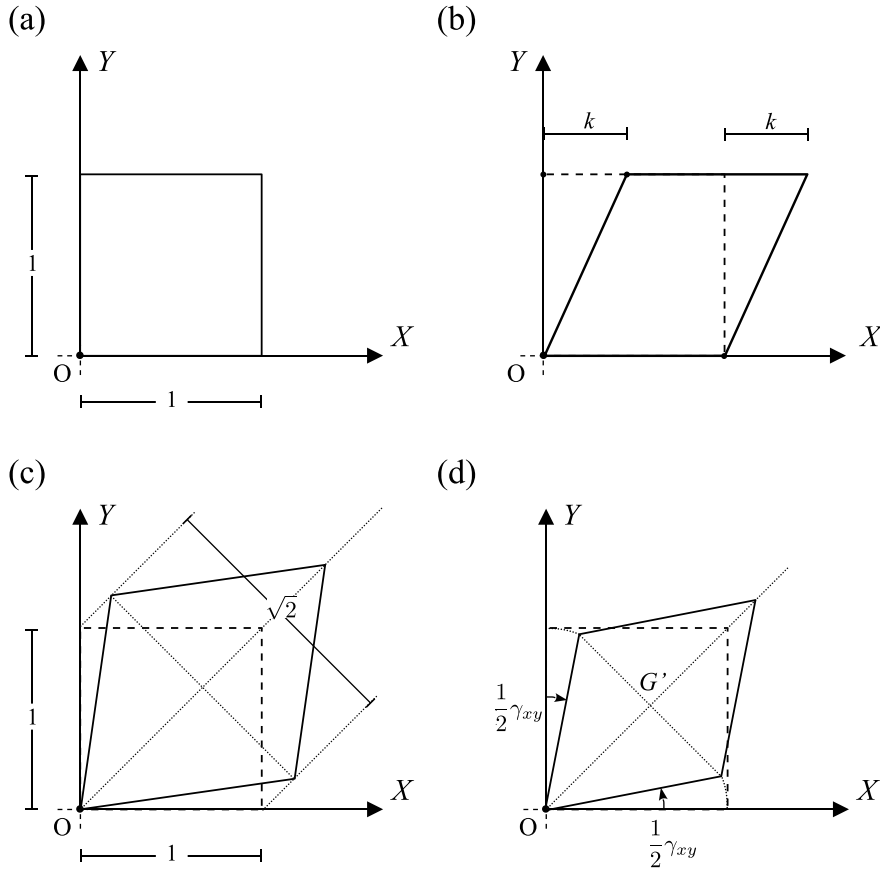 (a)
Y
1
X
O
1
(b)
Y
k
k
X
O
(c)
Y
√2
1
X
O
1
(d)
Y
G’
1/2 γxy
X
O
1/2 γxy